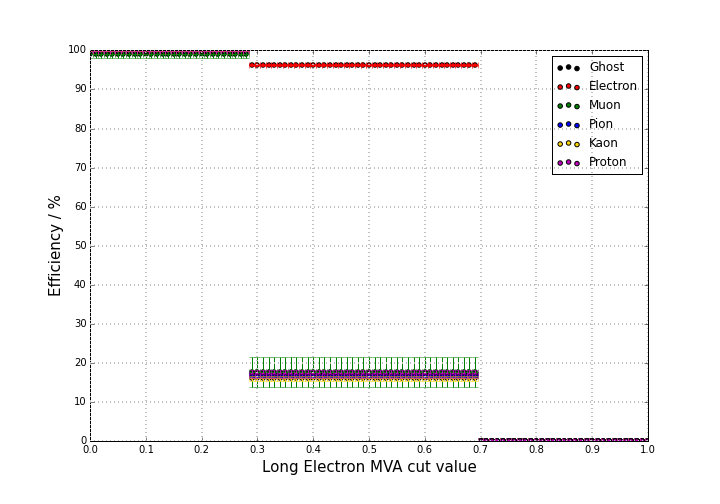 100
90
80
70
60
50
40
30
20
10
0
Efficiency / %
0.0 0.1 0.2 0.3 0.4 0.5 0.6 0.7 0.8 0.9 1.0
Long Electron MVA cut value
Ghost
Electron
Muon
Pion
Kaon
Proton